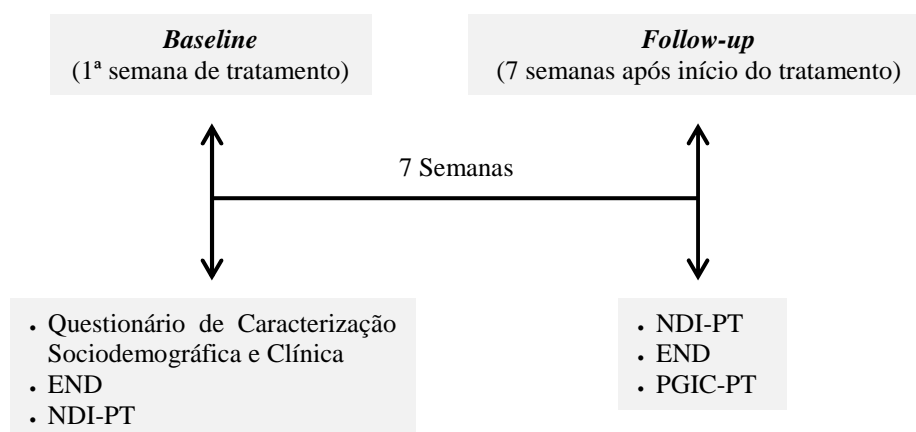 Baseline
(1ª semana de tratamento)
Follow-up
(7 semanas após início do tratamento)
7 Semanas
• Questionário de Caracterização
Sociodemográfica e Clínica
• END
• NDI-PT
• NDI-PT
• END
• PGIC-PT